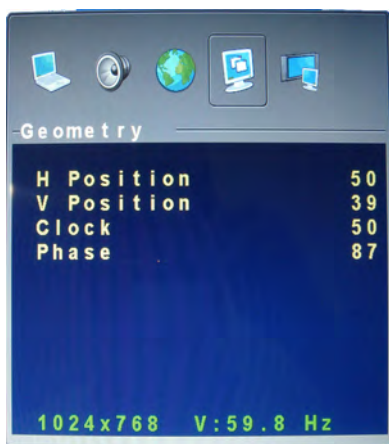 Geometry
H Position 50
V Position 39
Clock 50
Phase 87
1024x768 V:59.8 Hz